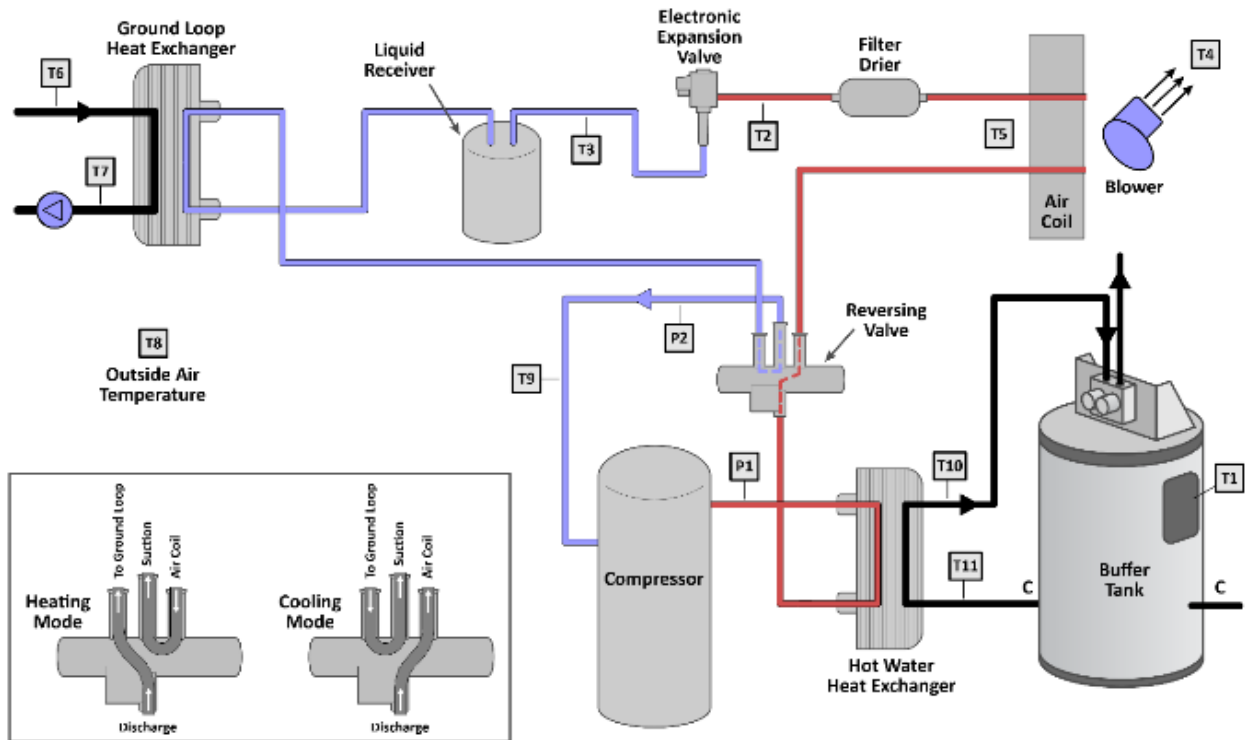 Ground Loop
Heat Exchanger
Liquid
Receiver
Electronic
Expansion
Valve
Filter
Drier
T6
T7
T3
T2
T5
T4
Blower
Air
Coil
T8
Outside Air
Temperature
P2
T9
Reversing
Valve
P1
T10
T11
T1
C
C
Compressor
Buffer
Tank
Hot Water
Heat Exchanger
To Ground Loop
Suction
Air Coil
Heating
Mode
Discharge
To Ground Loop
Suction
Air Coil
Cooling
Mode
Discharge